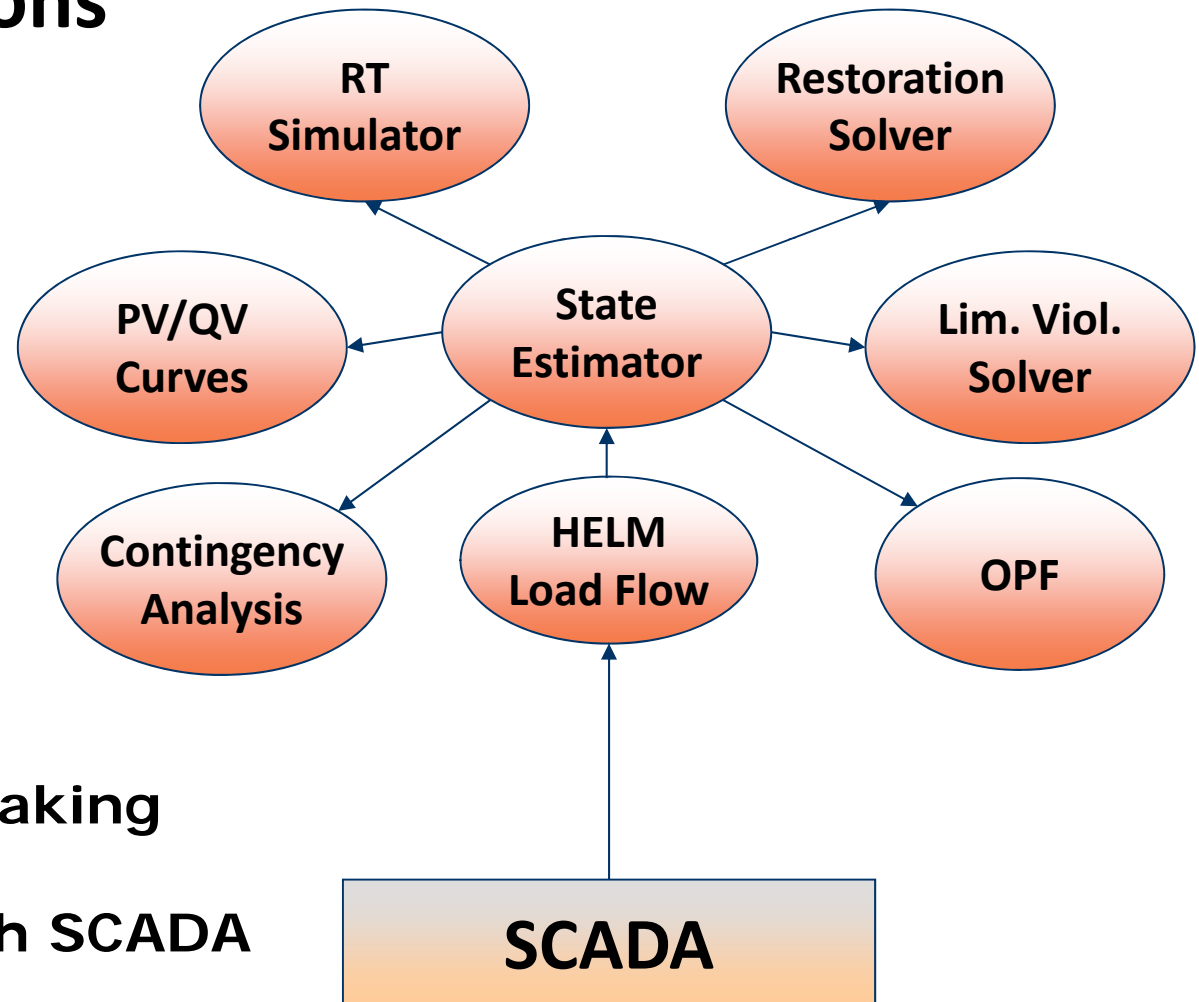 ons
RT
Simulator
Restoration
Solver
State
Estimator
PV/QV
Curves
Lim. Viol.
Solver
Contingency
Analysis
HELM
Load Flow
OPF
aking
h SCADA
SCADA